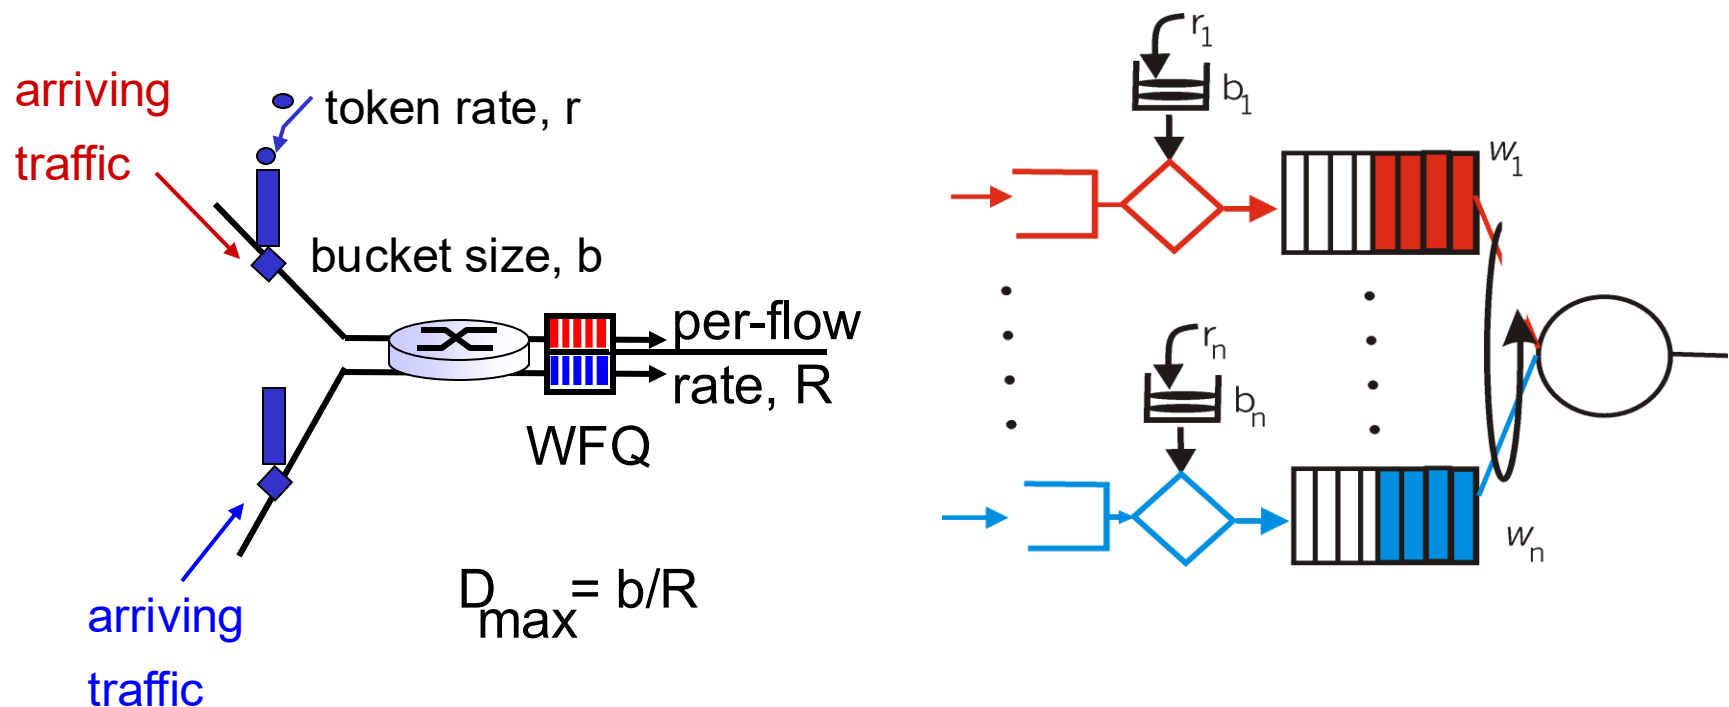 arriving
traffic
token rate, r
bucket size, b
per-flow
rate, R
WFQ
D
max
= b/R
arriving
traffic
r1
b1
w1
rn
bn
wn